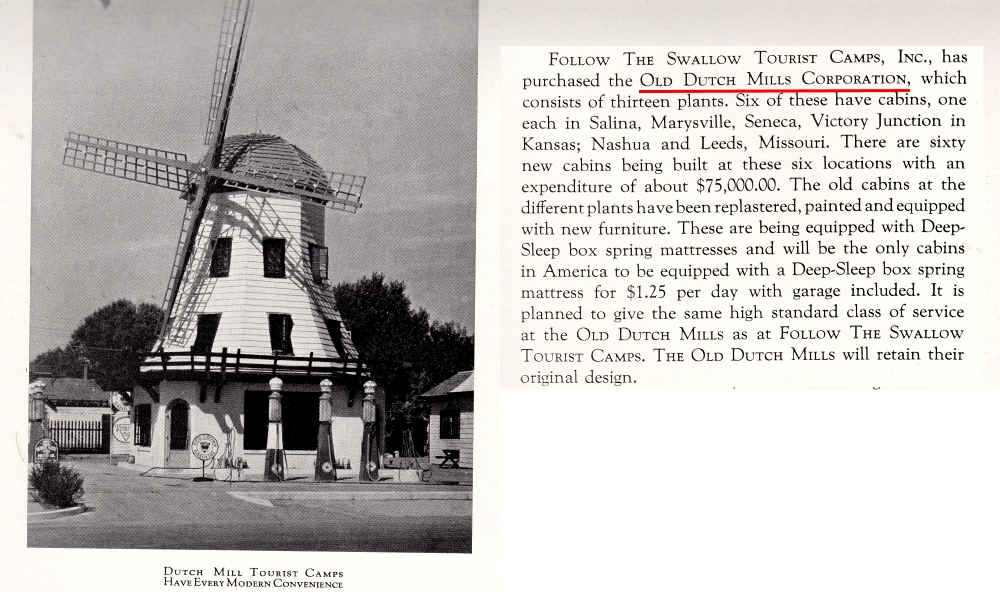 FOLLOW THE SWALLOW TOURIST CAMPS, INC., has
purchased the OLD DUTCH MILLS CORPORATION, which
consists of thirteen plants. Six of these have cabins, one
each in Salina, Marysville, Seneca, Victory Junction in
Kansas; Nashua and Leeds, Missouri. There are sixty
new cabins being built at these six locations with an
expenditure of about $75,000.00. The old cabins at the
different plants have been replastered, painted and equipped
with new furniture. These are being equipped with Deep-
Sleep box spring mattresses and will be the only cabins
in America to be equipped with a Deep-Sleep box spring
mattress for $1.25 per day with garage included. It is
planned to give the same high standard class of service
at the OLD DUTCH MILLS as at FOLLOW THE SWALLOW
TOURIST CAMPS. THE OLD DUTCH MILLS will retain their
original design.
DUTCH MILL TOURIST CAMPS
HAVE EVERY MODERN CONVENIENCE